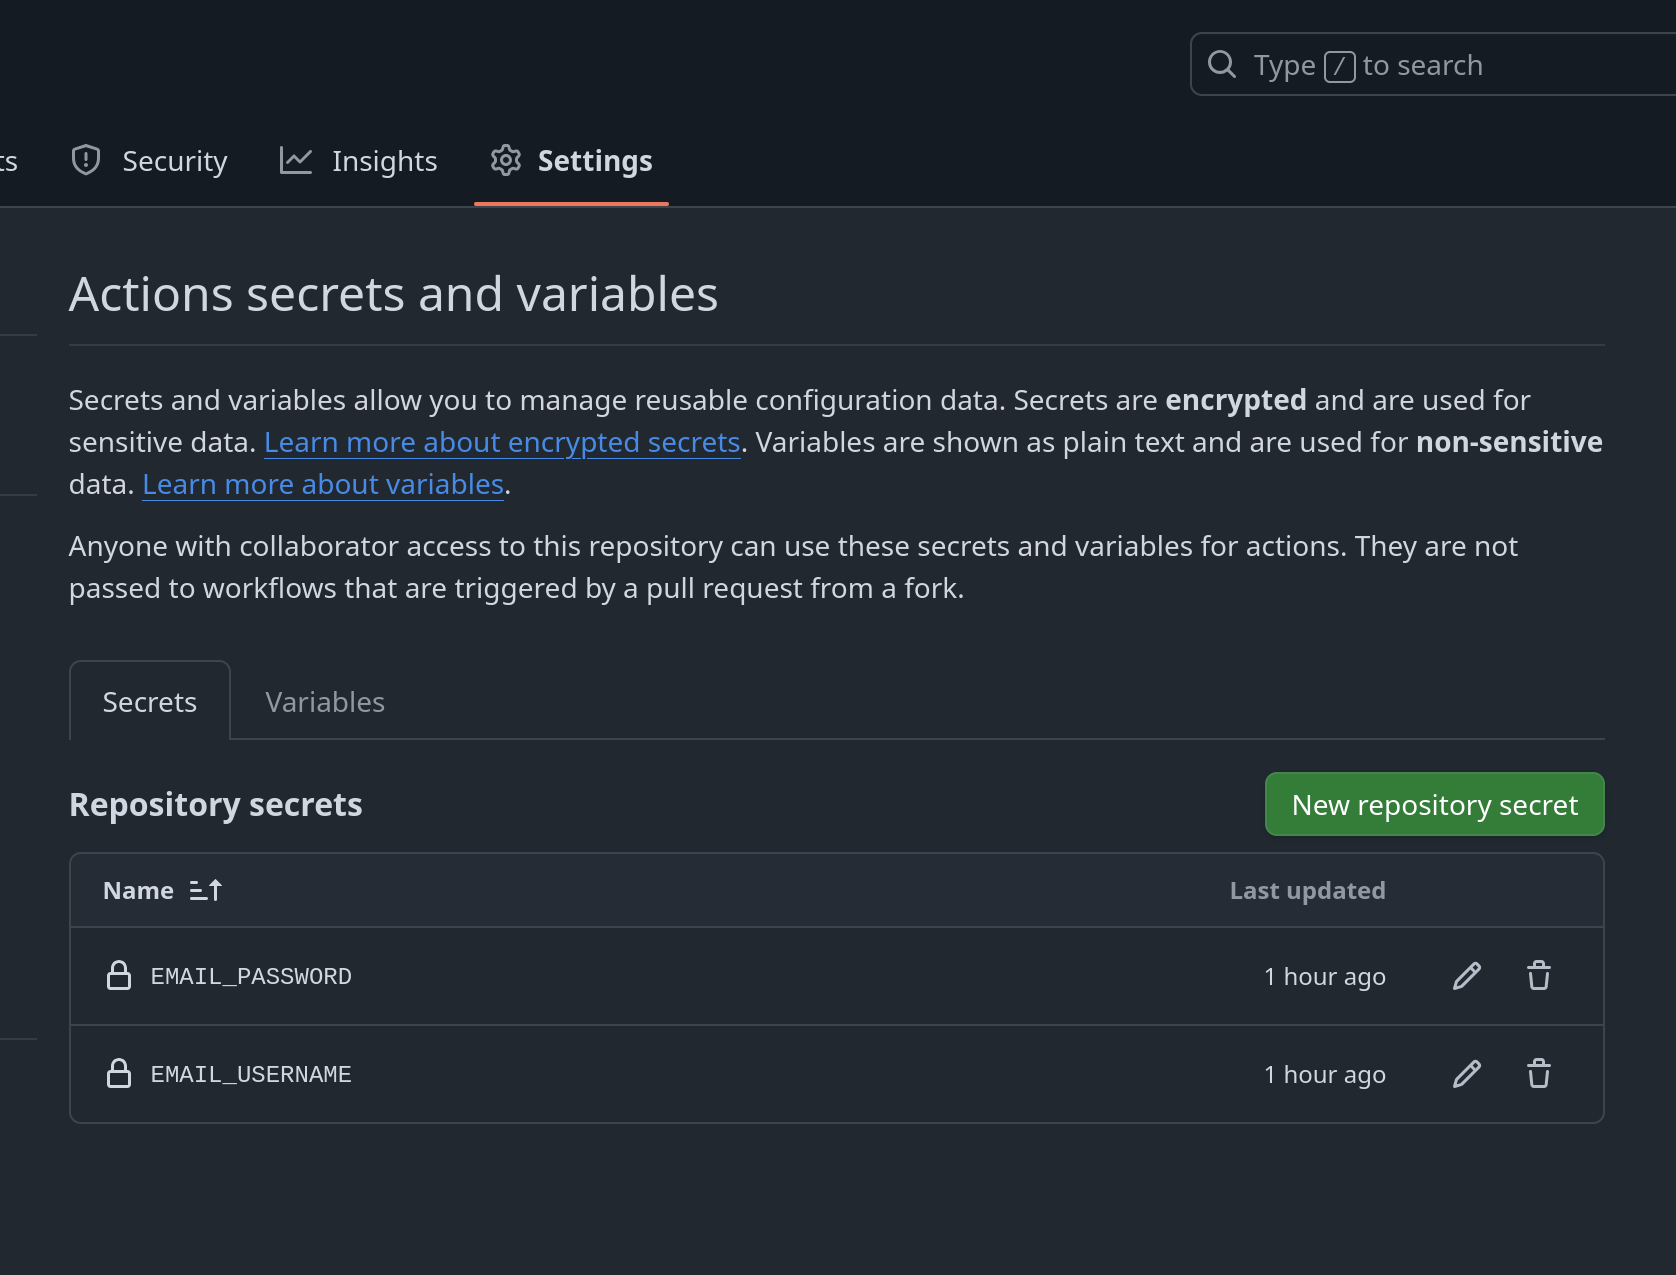 Type / to search
ts Security Insights Settings
Actions secrets and variables
Secrets and variables allow you to manage reusable configuration data. Secrets are encrypted and are used for
sensitive data. Learn more about encrypted secrets. Variables are shown as plain text and are used for non-sensitive
data. Learn more about variables.
Anyone with collaborator access to this repository can use these secrets and variables for actions. They are not
passed to workflows that are triggered by a pull request from a fork.
Secrets Variables
Repository secrets New repository secret
Name Last updated
EMAIL_PASSWORD 1 hour ago
EMAIL_USERNAME 1 hour ago